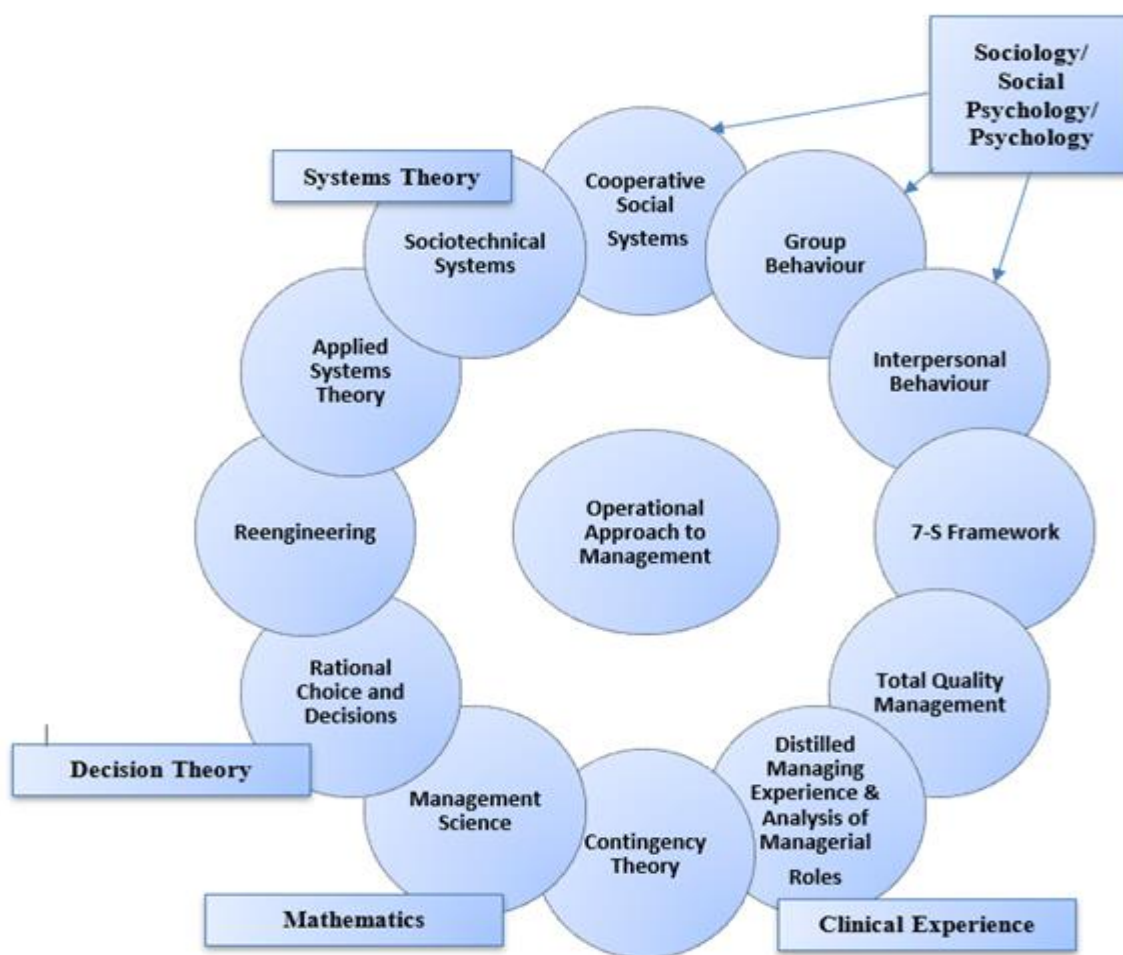 Sociology/
Social
Psychology/
Psychology
Systems Theory
Cooperative
Social
Systems
Sociotechnical
Systems
Group
Behaviour
Applied
Systems
Theory
Interpersonal
Behaviour
Reengineering
Operational
Approach to
Management
7-S Framework
Rational
Choice and
Decisions
Total Quality
Management
Decision Theory
Management
Science
Contingency
Theory
Distilled
Managing
Experience &
Analysis of
Managerial
Roles
Mathematics
Clinical Experience